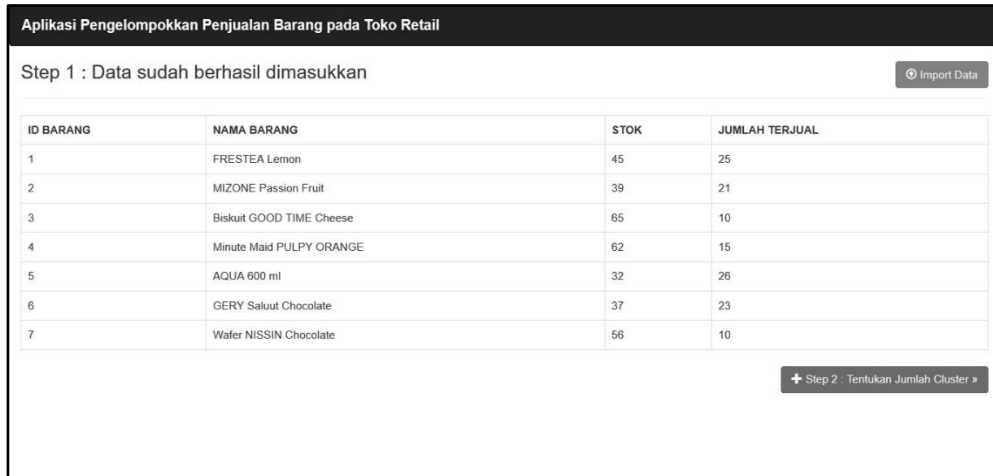 Aplikasi Pengelompokkan Penjualan Barang pada Toko Retail
Step 1 : Data sudah berhasil dimasukkan
Import Data
ID BARANG NAMA BARANG STOK JUMLAH TERJUAL
1 FRESTEA Lemon 45 25
2 MIZONE Passion Fruit 39 21
3 Biskuit GOOD TIME Cheese 65 10
4 Minute Maid PULPY ORANGE 62 15
5 AQUA 600 ml 32 26
6 GERY Saluut Chocolate 37 23
7 Wafer NISSIN Chocolate 56 10
Step 2 : Tentukan Jumlah Cluster »